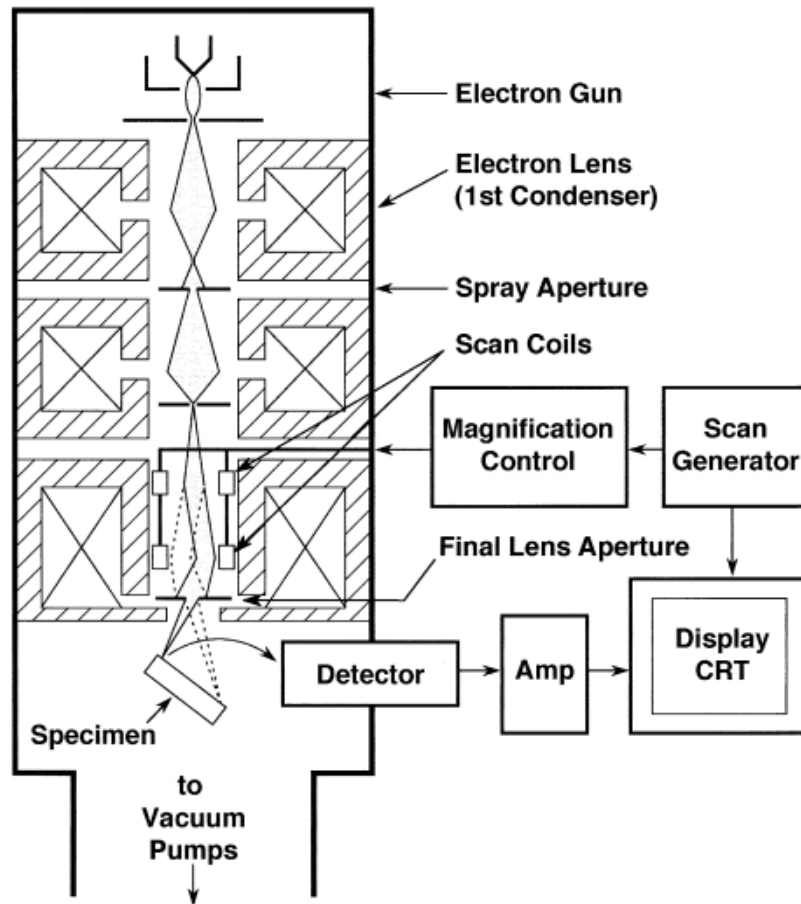 Electron Gun
Electron Lens
(1st Condenser)
Spray Aperture
Scan Coils
Magnification
Control
Scan
Generator
Final Lens Aperture
Display
CRT
Amp
Detector
Specimen
to
Vacuum
Pumps